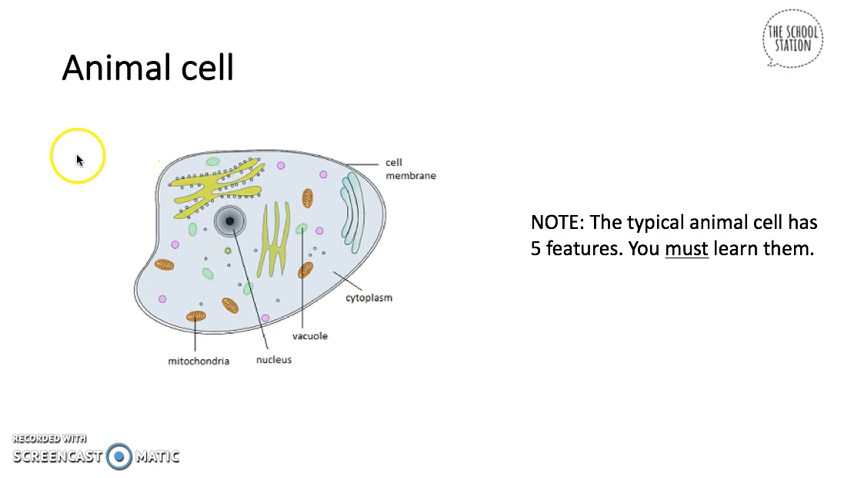 THE SCHOOL
STATION
Animal cell
cell
membrane
NOTE: The typical animal cell has
5 features. You must learn them.
cytoplasm
vacuole
mitochondria
nucleus
RECORDED WITH
SCREENCAST MATIC